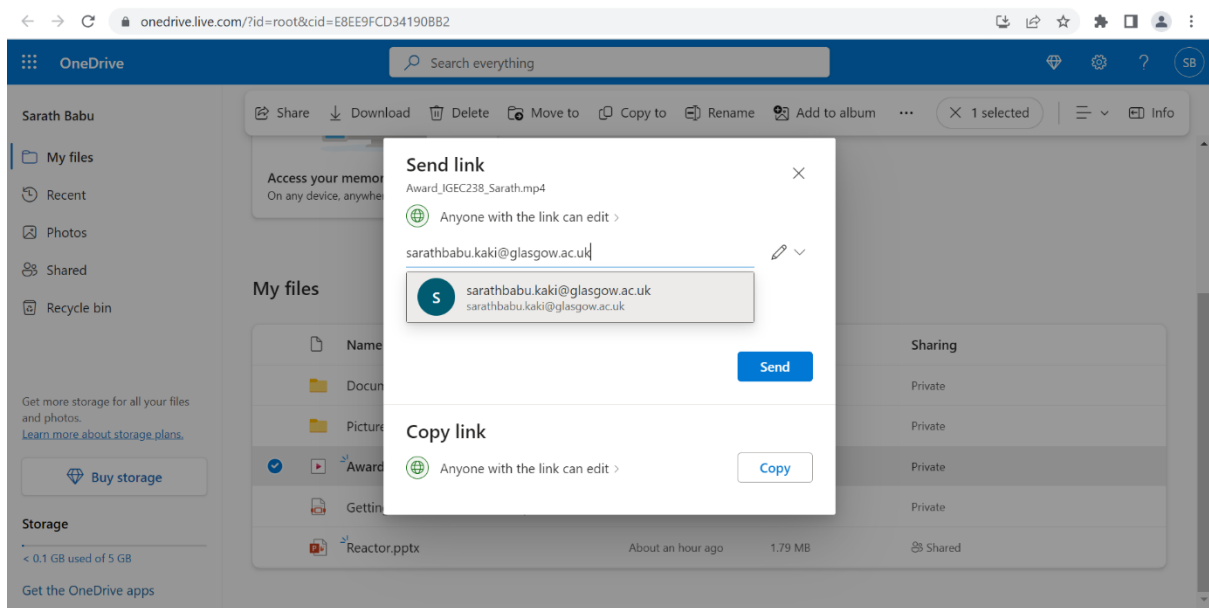 onedrive.live.com/?id=root&cid=E8EE9FCD34190BB2
OneDrive
Search everything
SB
Sarath Babu
Share
Download
Delete
Move to
Copy to
Rename
Add to album
1 selected
Info
My files
Recent
Photos
Shared
Recycle bin
Get more storage for all your files
and photos.
Learn more about storage plans.
Buy storage
Storage
< 0.1 GB used of 5 GB
Get the OneDrive apps
Access your memor
On any device, anywhe
My files
Name
Sharing
Docum
Private
Picture
Private
Award
Private
Getting
Private
Reactor.pptx
About an hour ago
1.79 MB
Shared
Send link
Award_IGEC238_Sarath.mp4
Anyone with the link can edit >
sarathbabu.kaki@glasgow.ac.uk
S
sarathbabu.kaki@glasgow.ac.uk
sarathbabu.kaki@glasgow.ac.uk
Send
Copy link
Anyone with the link can edit >
Copy